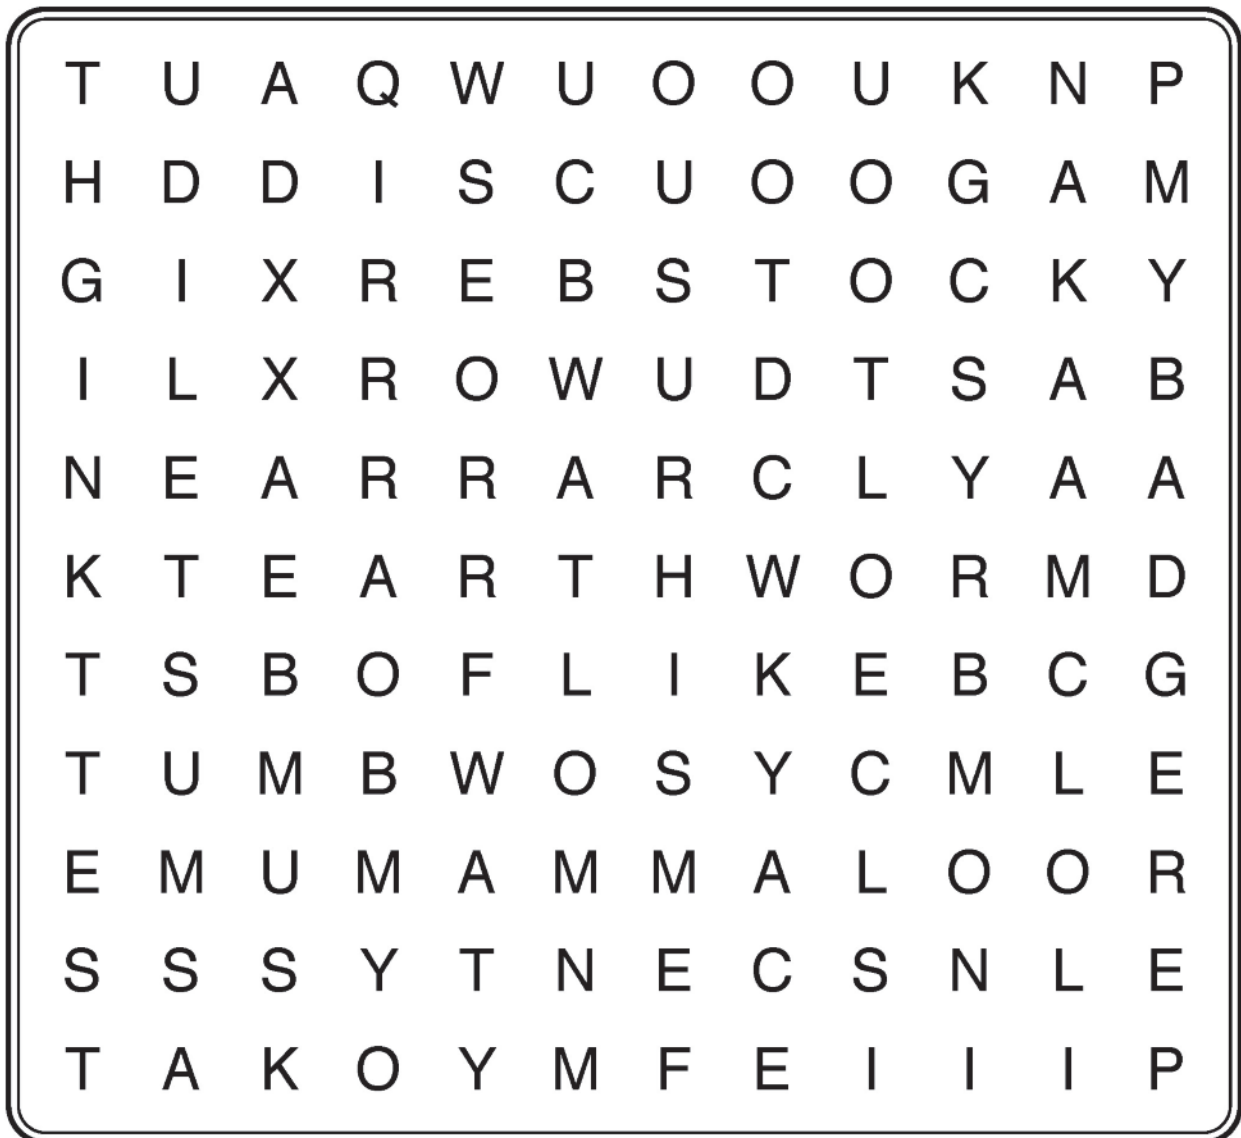 T U A Q W U O O U K N P
H D D I S C U O O G A M
G I X R E B S T O C K Y
I L X R O W U D T S A B
N E A R R A R C L Y A A
K T E A R T H W O R M D
T S B O F L I K E B C G
T U M B W O S Y C M L E
E M U M A M M A L O O R
S S S Y T N E C S N L E
T A K O Y M F E I I I P